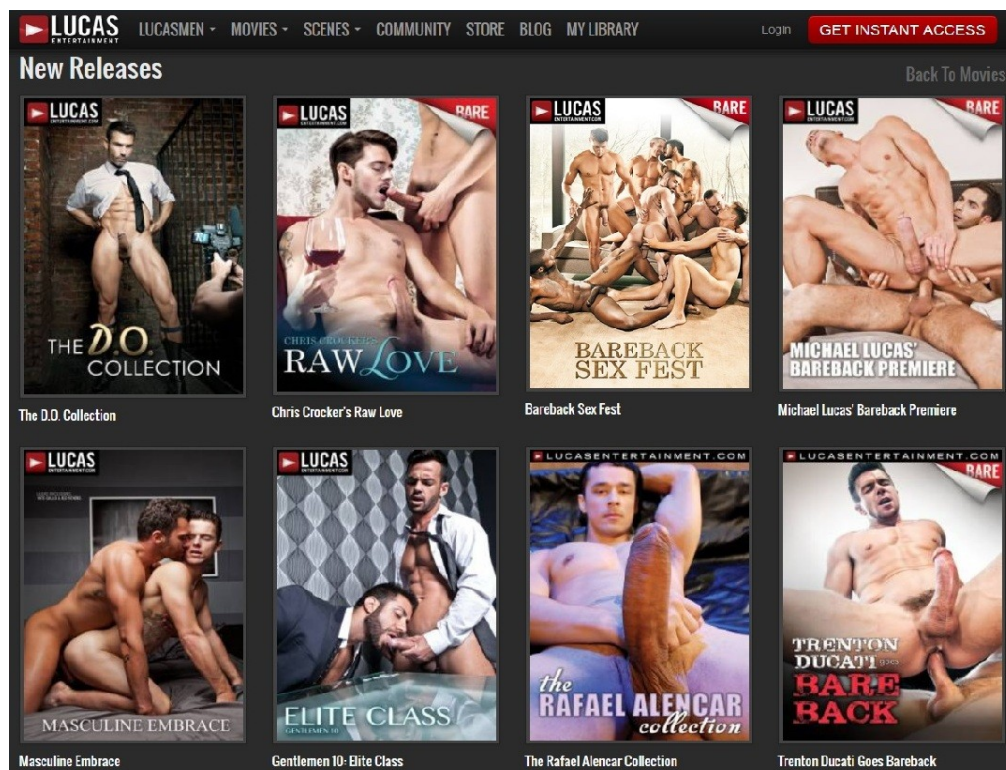 LUCAS
ENTERTAINMENT
LUCASMEN MOVIES SCENES COMMUNITY STORE BLOG MY LIBRARY Login GET INSTANT ACCESS
New Releases
Back To Movies
LUCAS
THE D.O.
COLLECTION
The D.O. Collection
LUCAS
BARE
CHRIS CROCKER'S
RAW LOVE
Chris Crocker's Raw Love
LUCAS
BARE
BAREBACK
SEX FEST
Bareback Sex Fest
LUCAS
BARE
MICHAEL LUCAS'
BAREBACK PREMIERE
Michael Lucas' Bareback Premiere
LUCAS
MASCULINE EMBRACE
Masculine Embrace
LUCAS
ELITE CLASS
GENTLEMEN 10
Gentlemen 10: Elite Class
LUCASENTERTAINMENT.COM
the
RAFAEL ALENCAR
collection
The Rafael Alencar Collection
LUCASENTERTAINMENT.COM
BARE
TRENTON
DUCATI goes
BARE
BACK
Trenton Ducati Goes Bareback